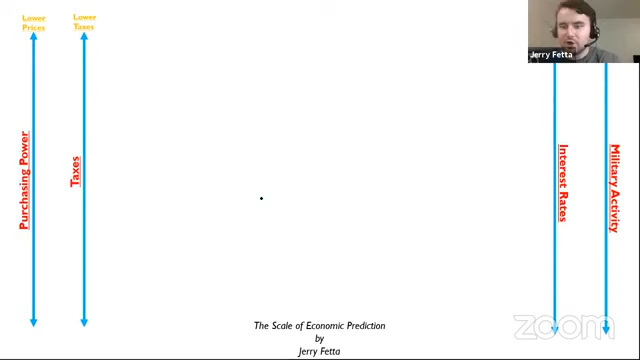 Lower
Prices
Lower
Taxes
Jerry Fetta
Purchasing Power
Taxes
Interest Rates
Military Activity
The Scale of Economic Prediction
by
Jerry Fetta
zoom